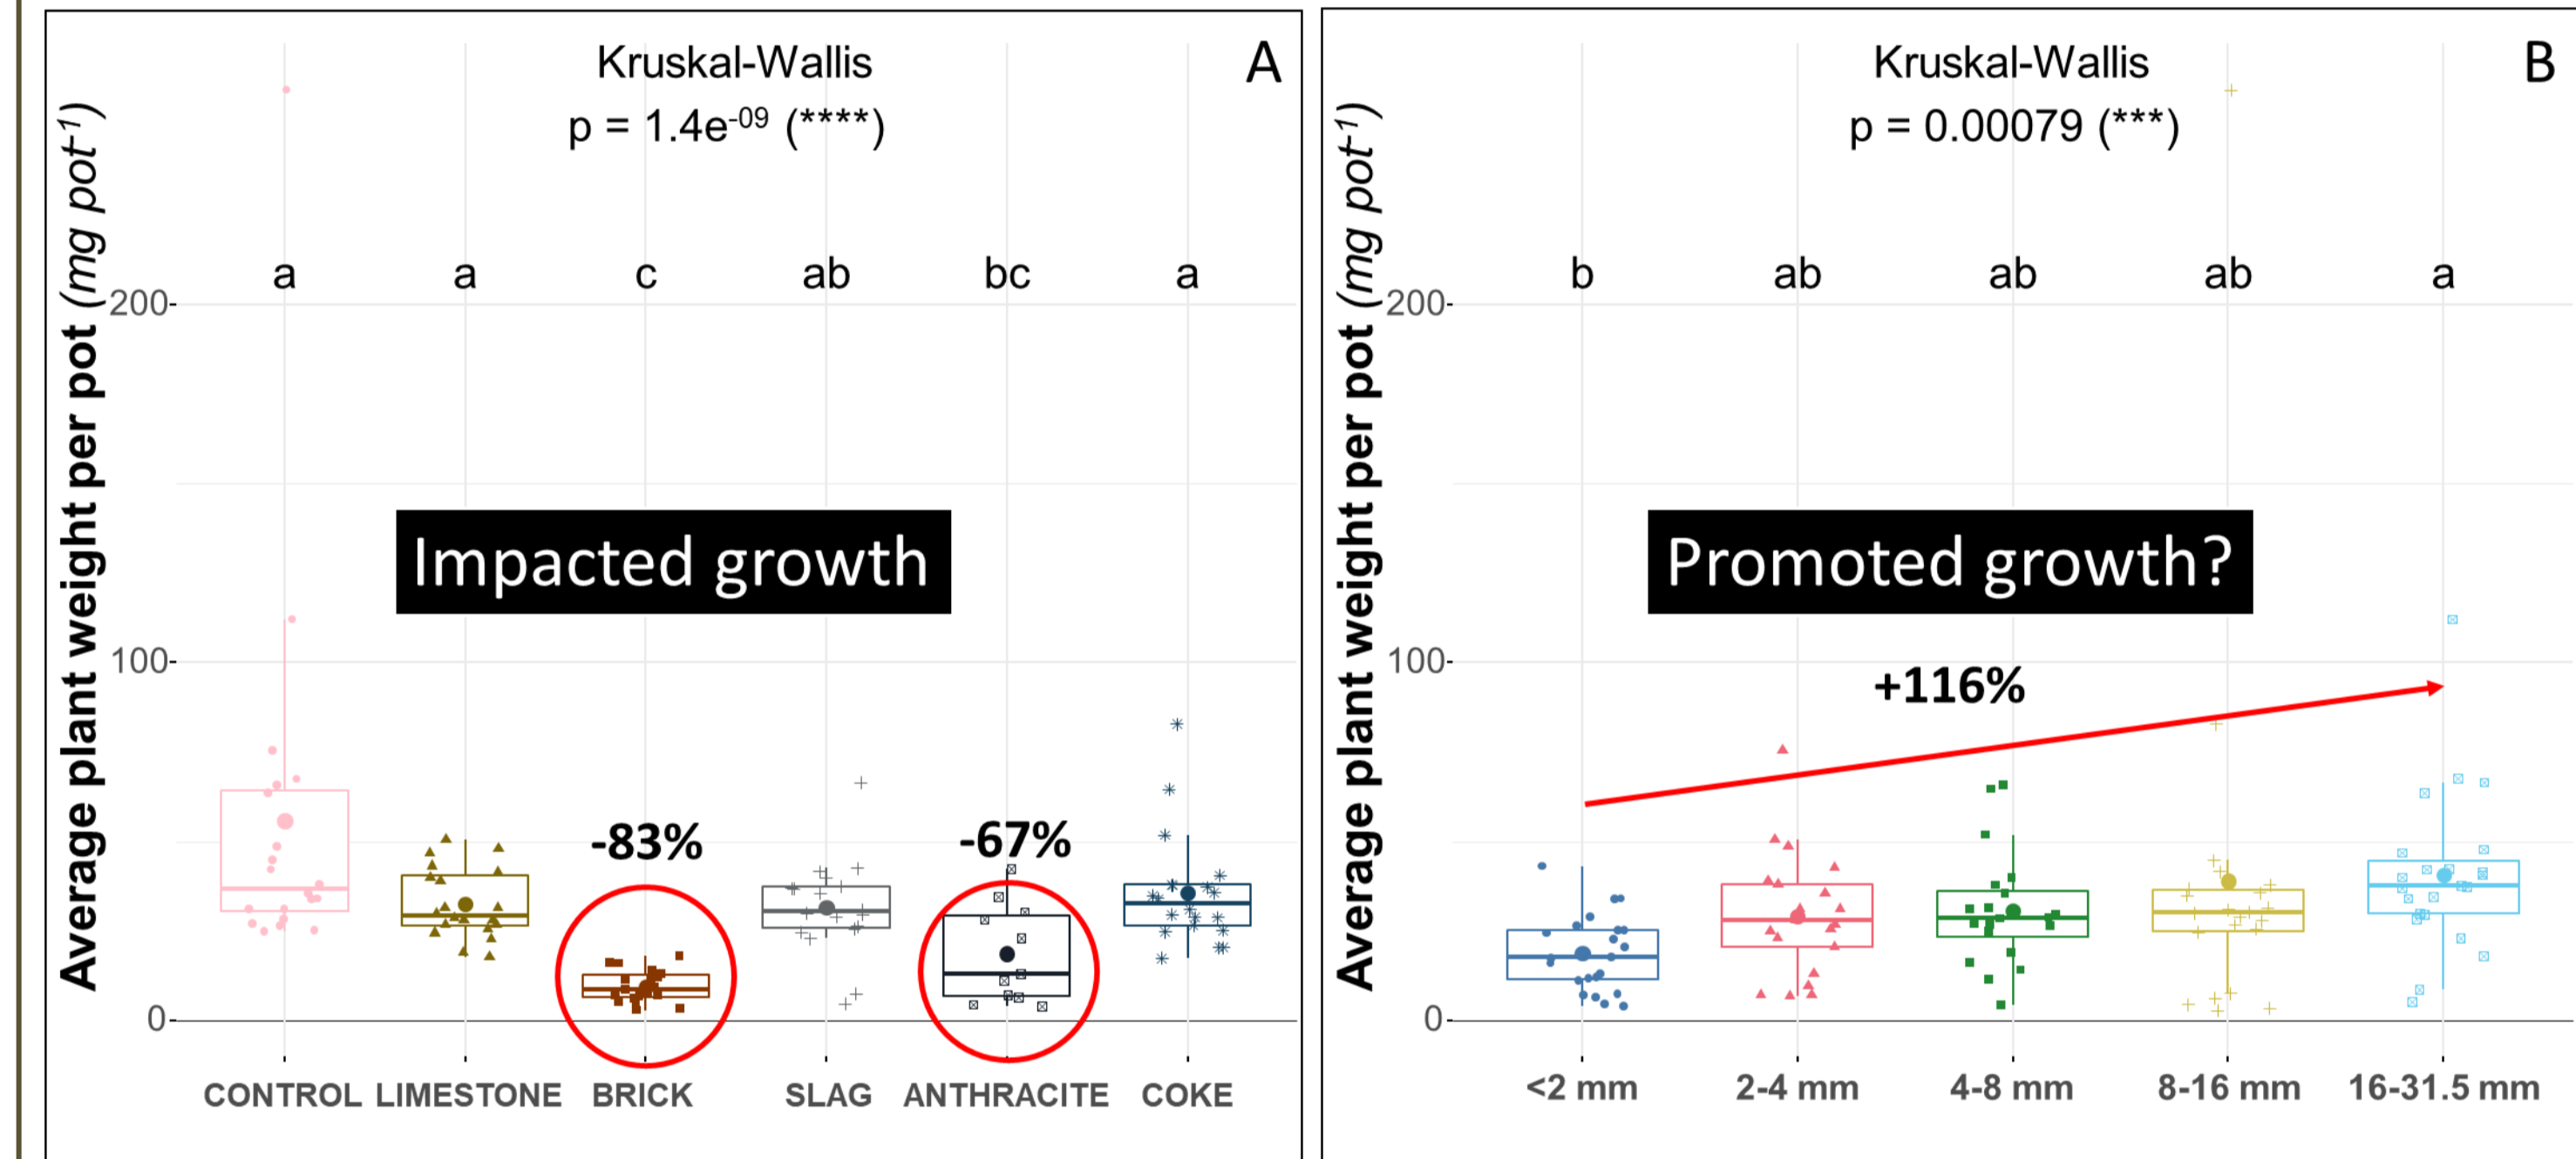 Kruskal-Wallis
A
p = 1.4e-09 (****)
Average plant weight per pot (mg pot-1)
a a c ab bc a
200
Impacted growth
100
-83% -67%
0
CONTROL LIMESTONE BRICK SLAG ANTHRACITE COKE
Kruskal-Wallis
B
p = 0.00079 (***)
Average plant weight per pot (mg pot-1)
b ab ab ab a
200
Promoted growth?
100
+116%
0
<2 mm 2-4 mm 4-8 mm 8-16 mm 16-31.5 mm